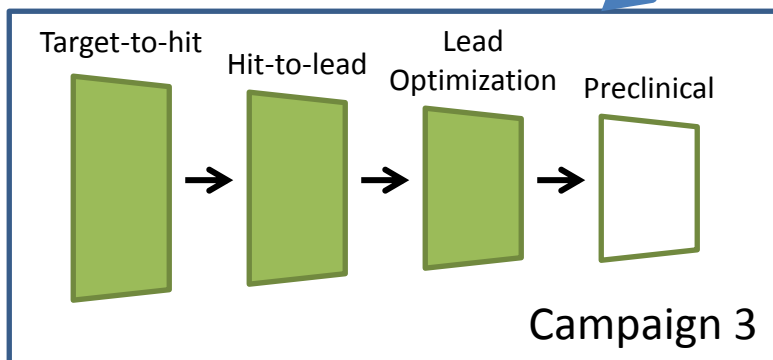 Target-to-hit
Hit-to-lead
Lead
Optimization
Preclinical
Campaign 3